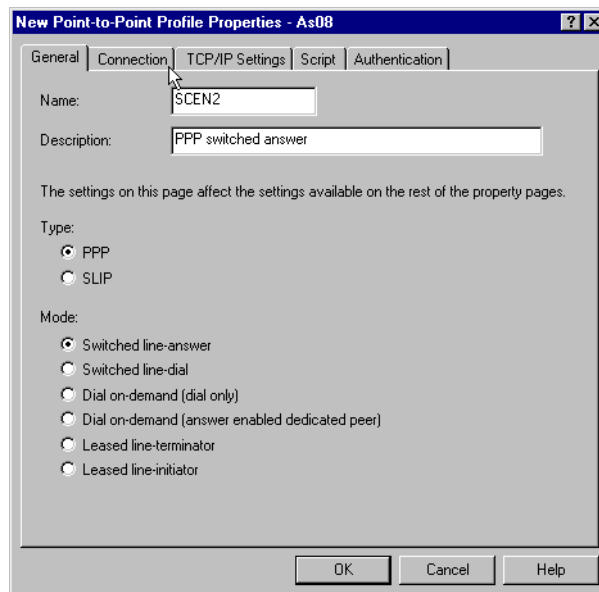 New Point-to-Point Profile Properties - As08
General Connection TCP/IP Settings Script Authentication
Name: SCEN2
Description: PPP switched answer
The settings on this page affect the settings available on the rest of the property pages.
Type:
PPP
SLIP
Mode:
Switched line-answer
Switched line-dial
Dial on-demand (dial only)
Dial on-demand (answer enabled dedicated peer)
Leased line-terminator
Leased line-initiator
OK Cancel Help